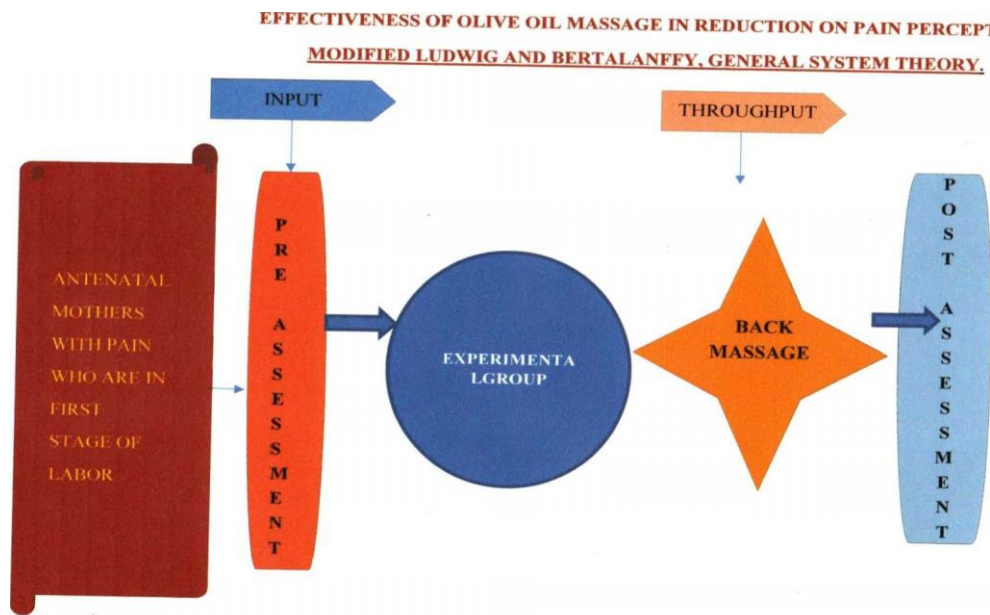 EFFECTIVENESS OF OLIVE OIL MASSAGE IN REDUCTION ON PAIN PERCEPT
MODIFIED LUDWIG AND BERTALANFFY, GENERAL SYSTEM THEORY.
INPUT
THROUGHPUT
ANTENATAL
MOTHERS
WITH PAIN
WHO ARE IN
FIRST
STAGE OF
LABOR
P
R
E
A
S
S
E
S
S
M
E
N
T
EXPERIMENTA
LGROUP
BACK
MASSAGE
P
O
S
T
A
S
S
E
S
S
M
E
N
T